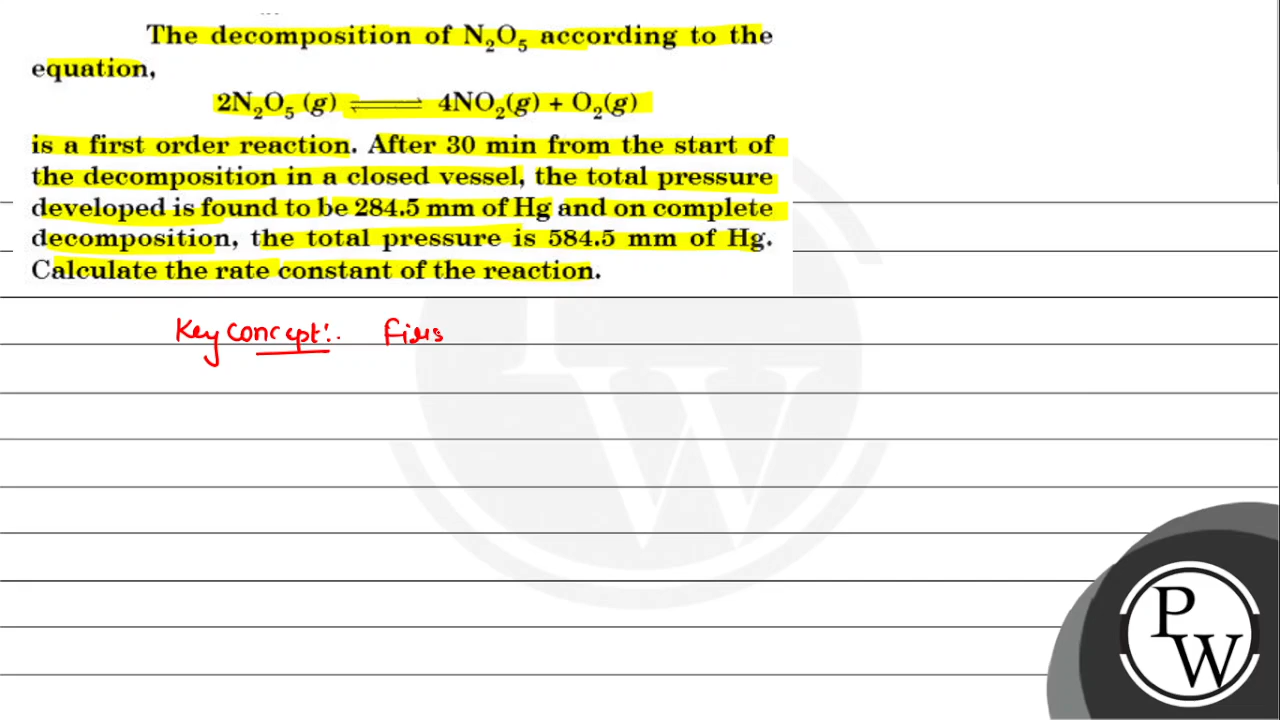 The decomposition of N₂O₅ according to the
equation,
2N₂O₅ (g) ⇌ 4NO₂(g) + O₂(g)
is a first order reaction. After 30 min from the start of
the decomposition in a closed vessel, the total pressure
developed is found to be 284.5 mm of Hg and on complete
decomposition, the total pressure is 584.5 mm of Hg.
Calculate the rate constant of the reaction.
Key concept:. Firs
P
W
P
W